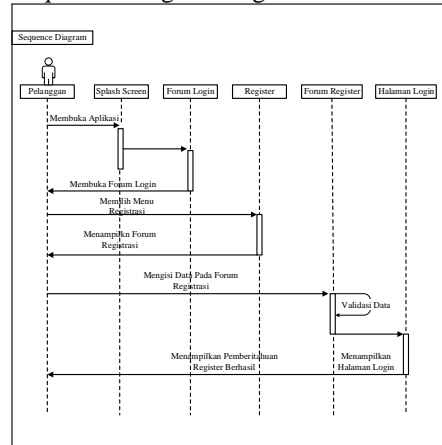 Sequence Diagram
Pelanggan
Splash Screen
Forum Login
Register
Forum Register
Halaman Login
Membuka Aplikasi
Membuka Forum Login
Memilih Menu
Registrasi
Menampilkn Forum
Registrasi
Mengisi Data Pada Forum
Registrasi
Validasi Data
Menampilkan Pemberitahuan
Register Berhasil
Menampilkan
Halaman Login